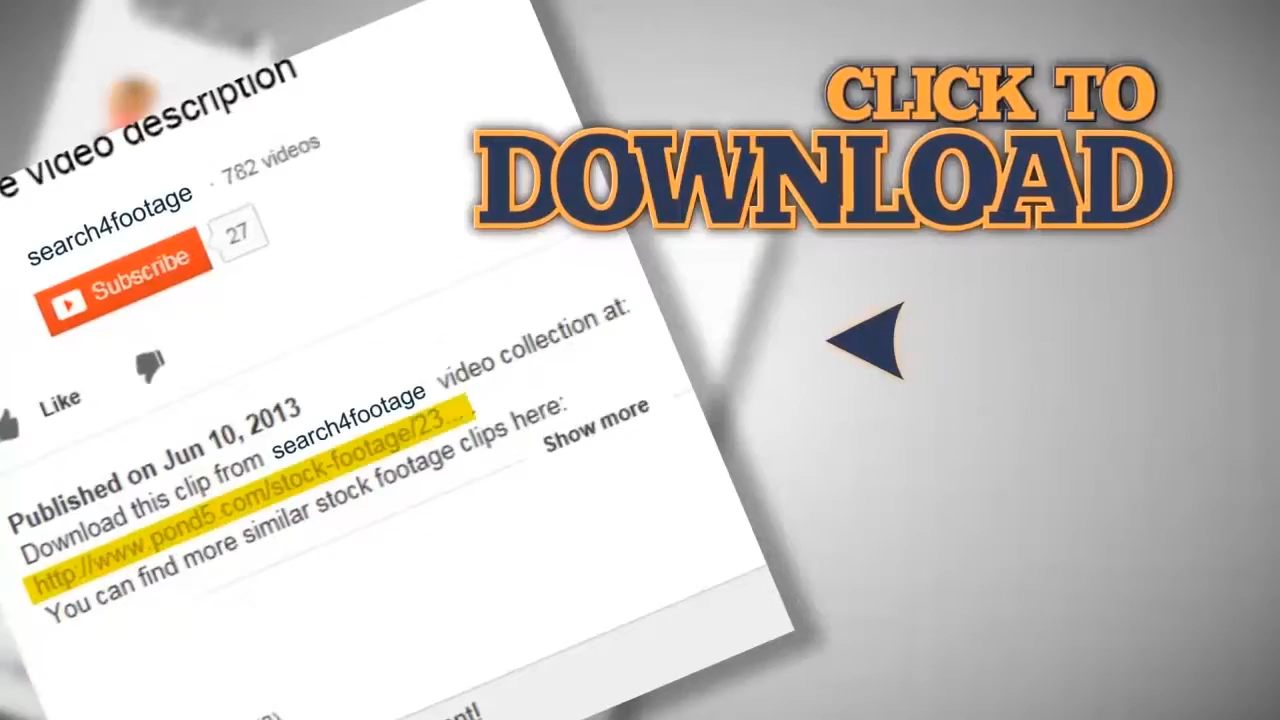 e video description
search4footage · 782 videos
Subscribe 27
Like
Published on Jun 10, 2013
Download this clip from search4footage video collection at:
http://www.pond5.com/stock-footage/23... .
You can find more similar stock footage clips here:
Show more
CLICK TO
DOWNLOAD